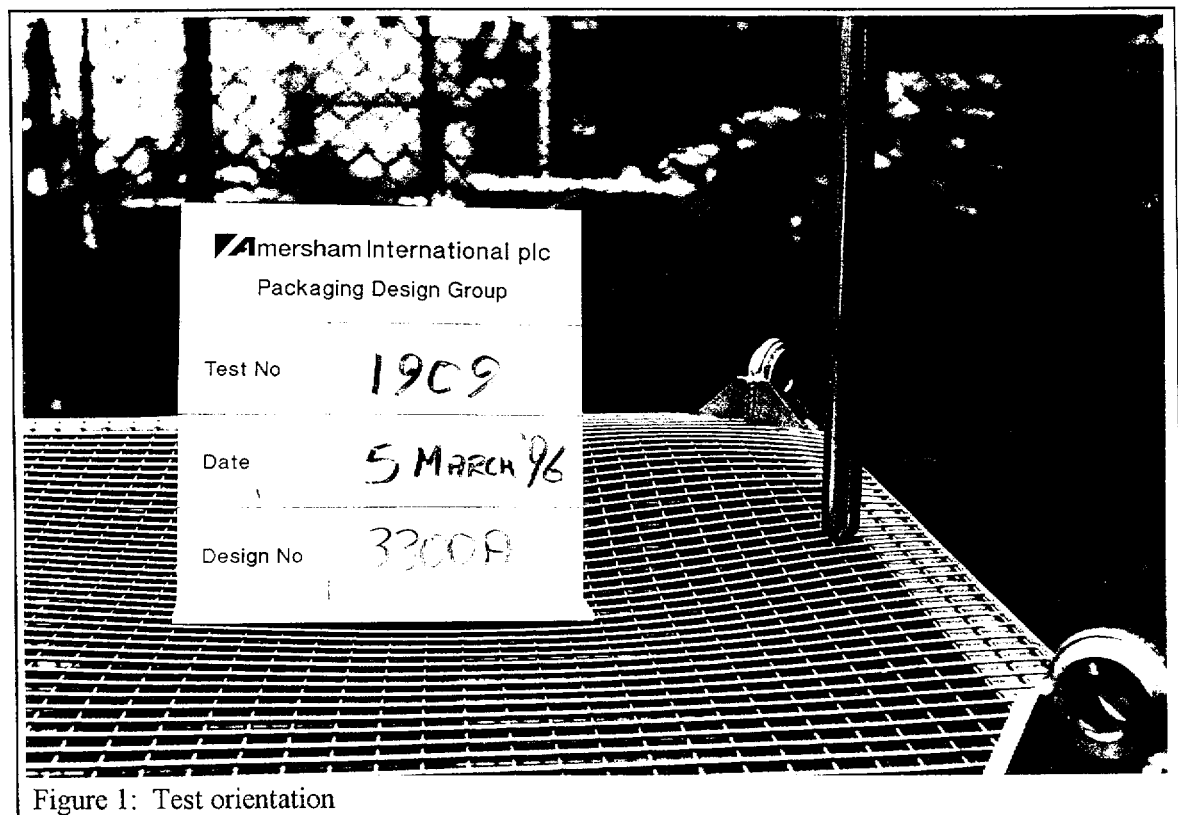 Amersham International plc
Packaging Design Group
Test No 1909
Date 5 MARCH '96
Design No 3300A
Figure 1: Test orientation